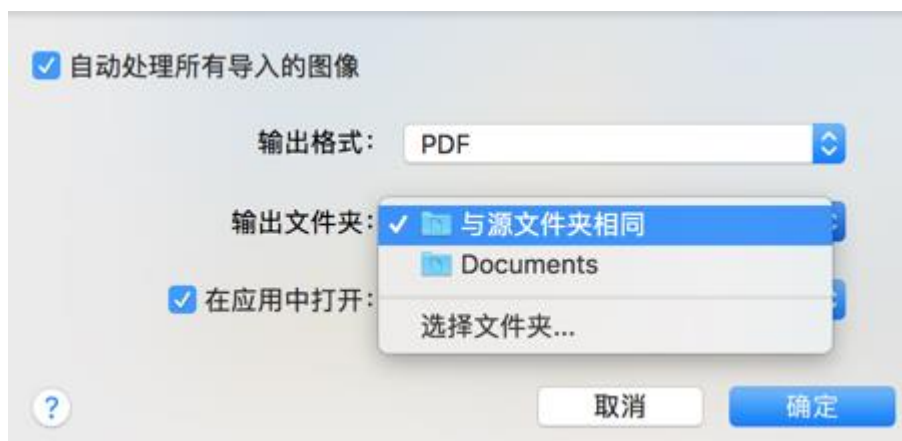 自动处理所有导入的图像
输出格式: PDF
输出文件夹: ✓ 与源文件夹相同
Documents
在应用中打开:
选择文件夹...
? 取消 确定